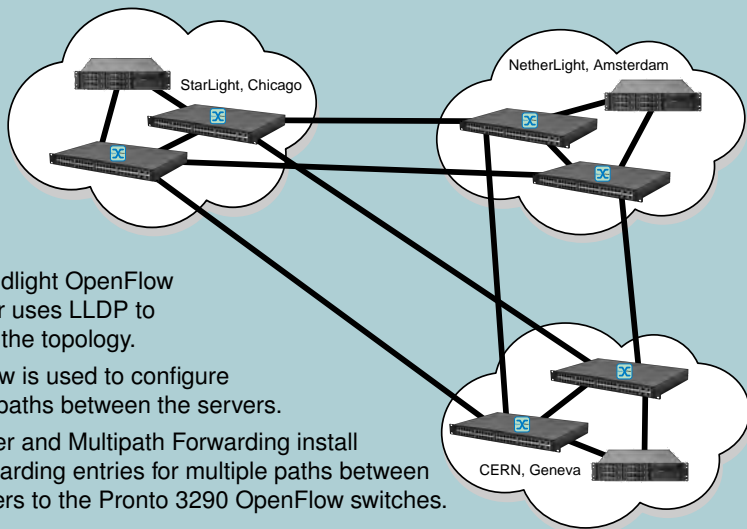 StarLight, Chicago
NetherLight, Amsterdam
dlight OpenFlow
r uses LLDP to
the topology.
w is used to configure
paths between the servers.
er and Multipath Forwarding install
arding entries for multiple paths between
ers to the Pronto 3290 OpenFlow switches.
CERN, Geneva